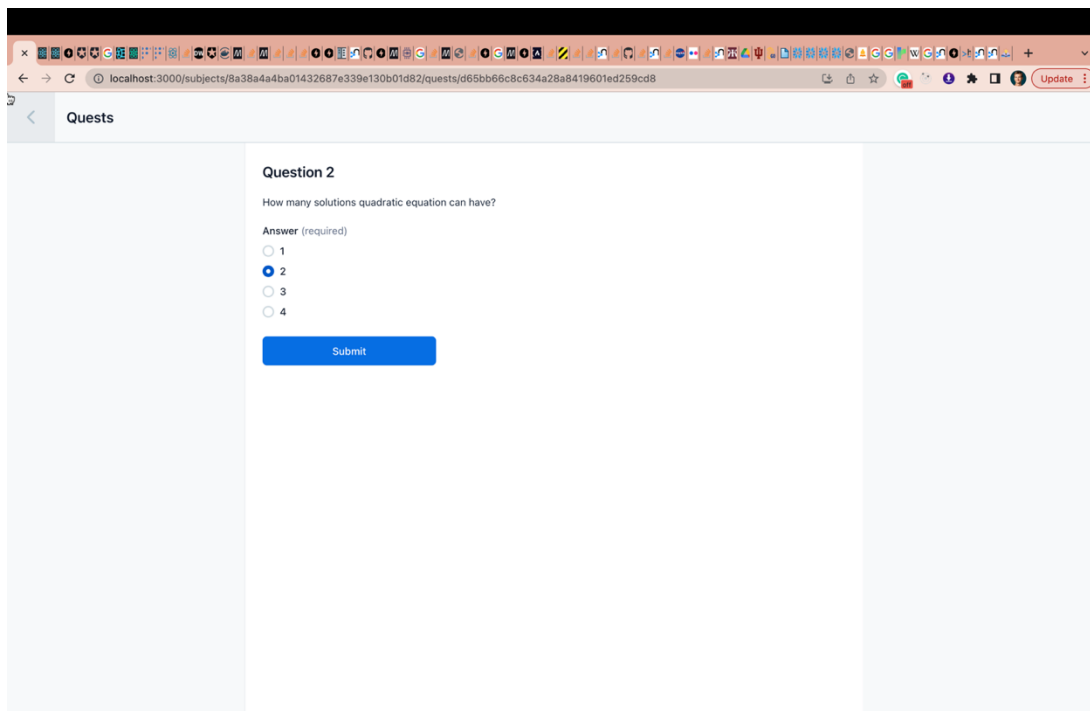 localhost:3000/subjects/8a38a4a4ba01432687e339e130b01d82/quests/d65bb66c8c634a28a8419601ed259cd8
Update
Quests
Question 2
How many solutions quadratic equation can have?
Answer (required)
1
2
3
4
Submit